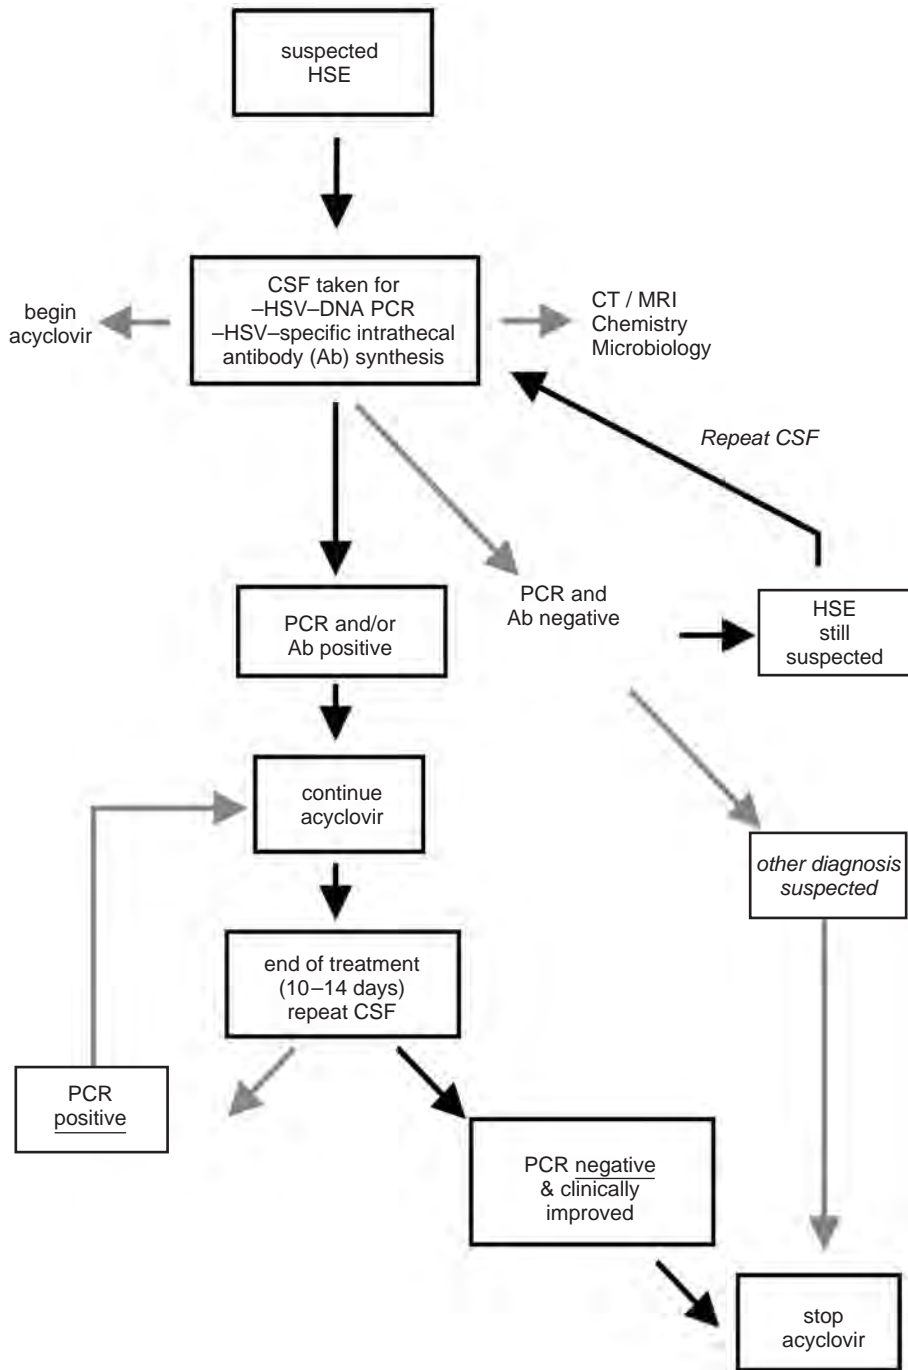 suspected
HSE
CSF taken for
–HSV–DNA PCR
–HSV–specific intrathecal
antibody (Ab) synthesis
begin
acyclovir
CT / MRI
Chemistry
Microbiology
Repeat CSF
PCR and/or
Ab positive
PCR and
Ab negative
HSE
still
suspected
continue
acyclovir
other diagnosis
suspected
end of treatment
(10–14 days)
repeat CSF
PCR
positive
PCR negative
& clinically
improved
stop
acyclovir